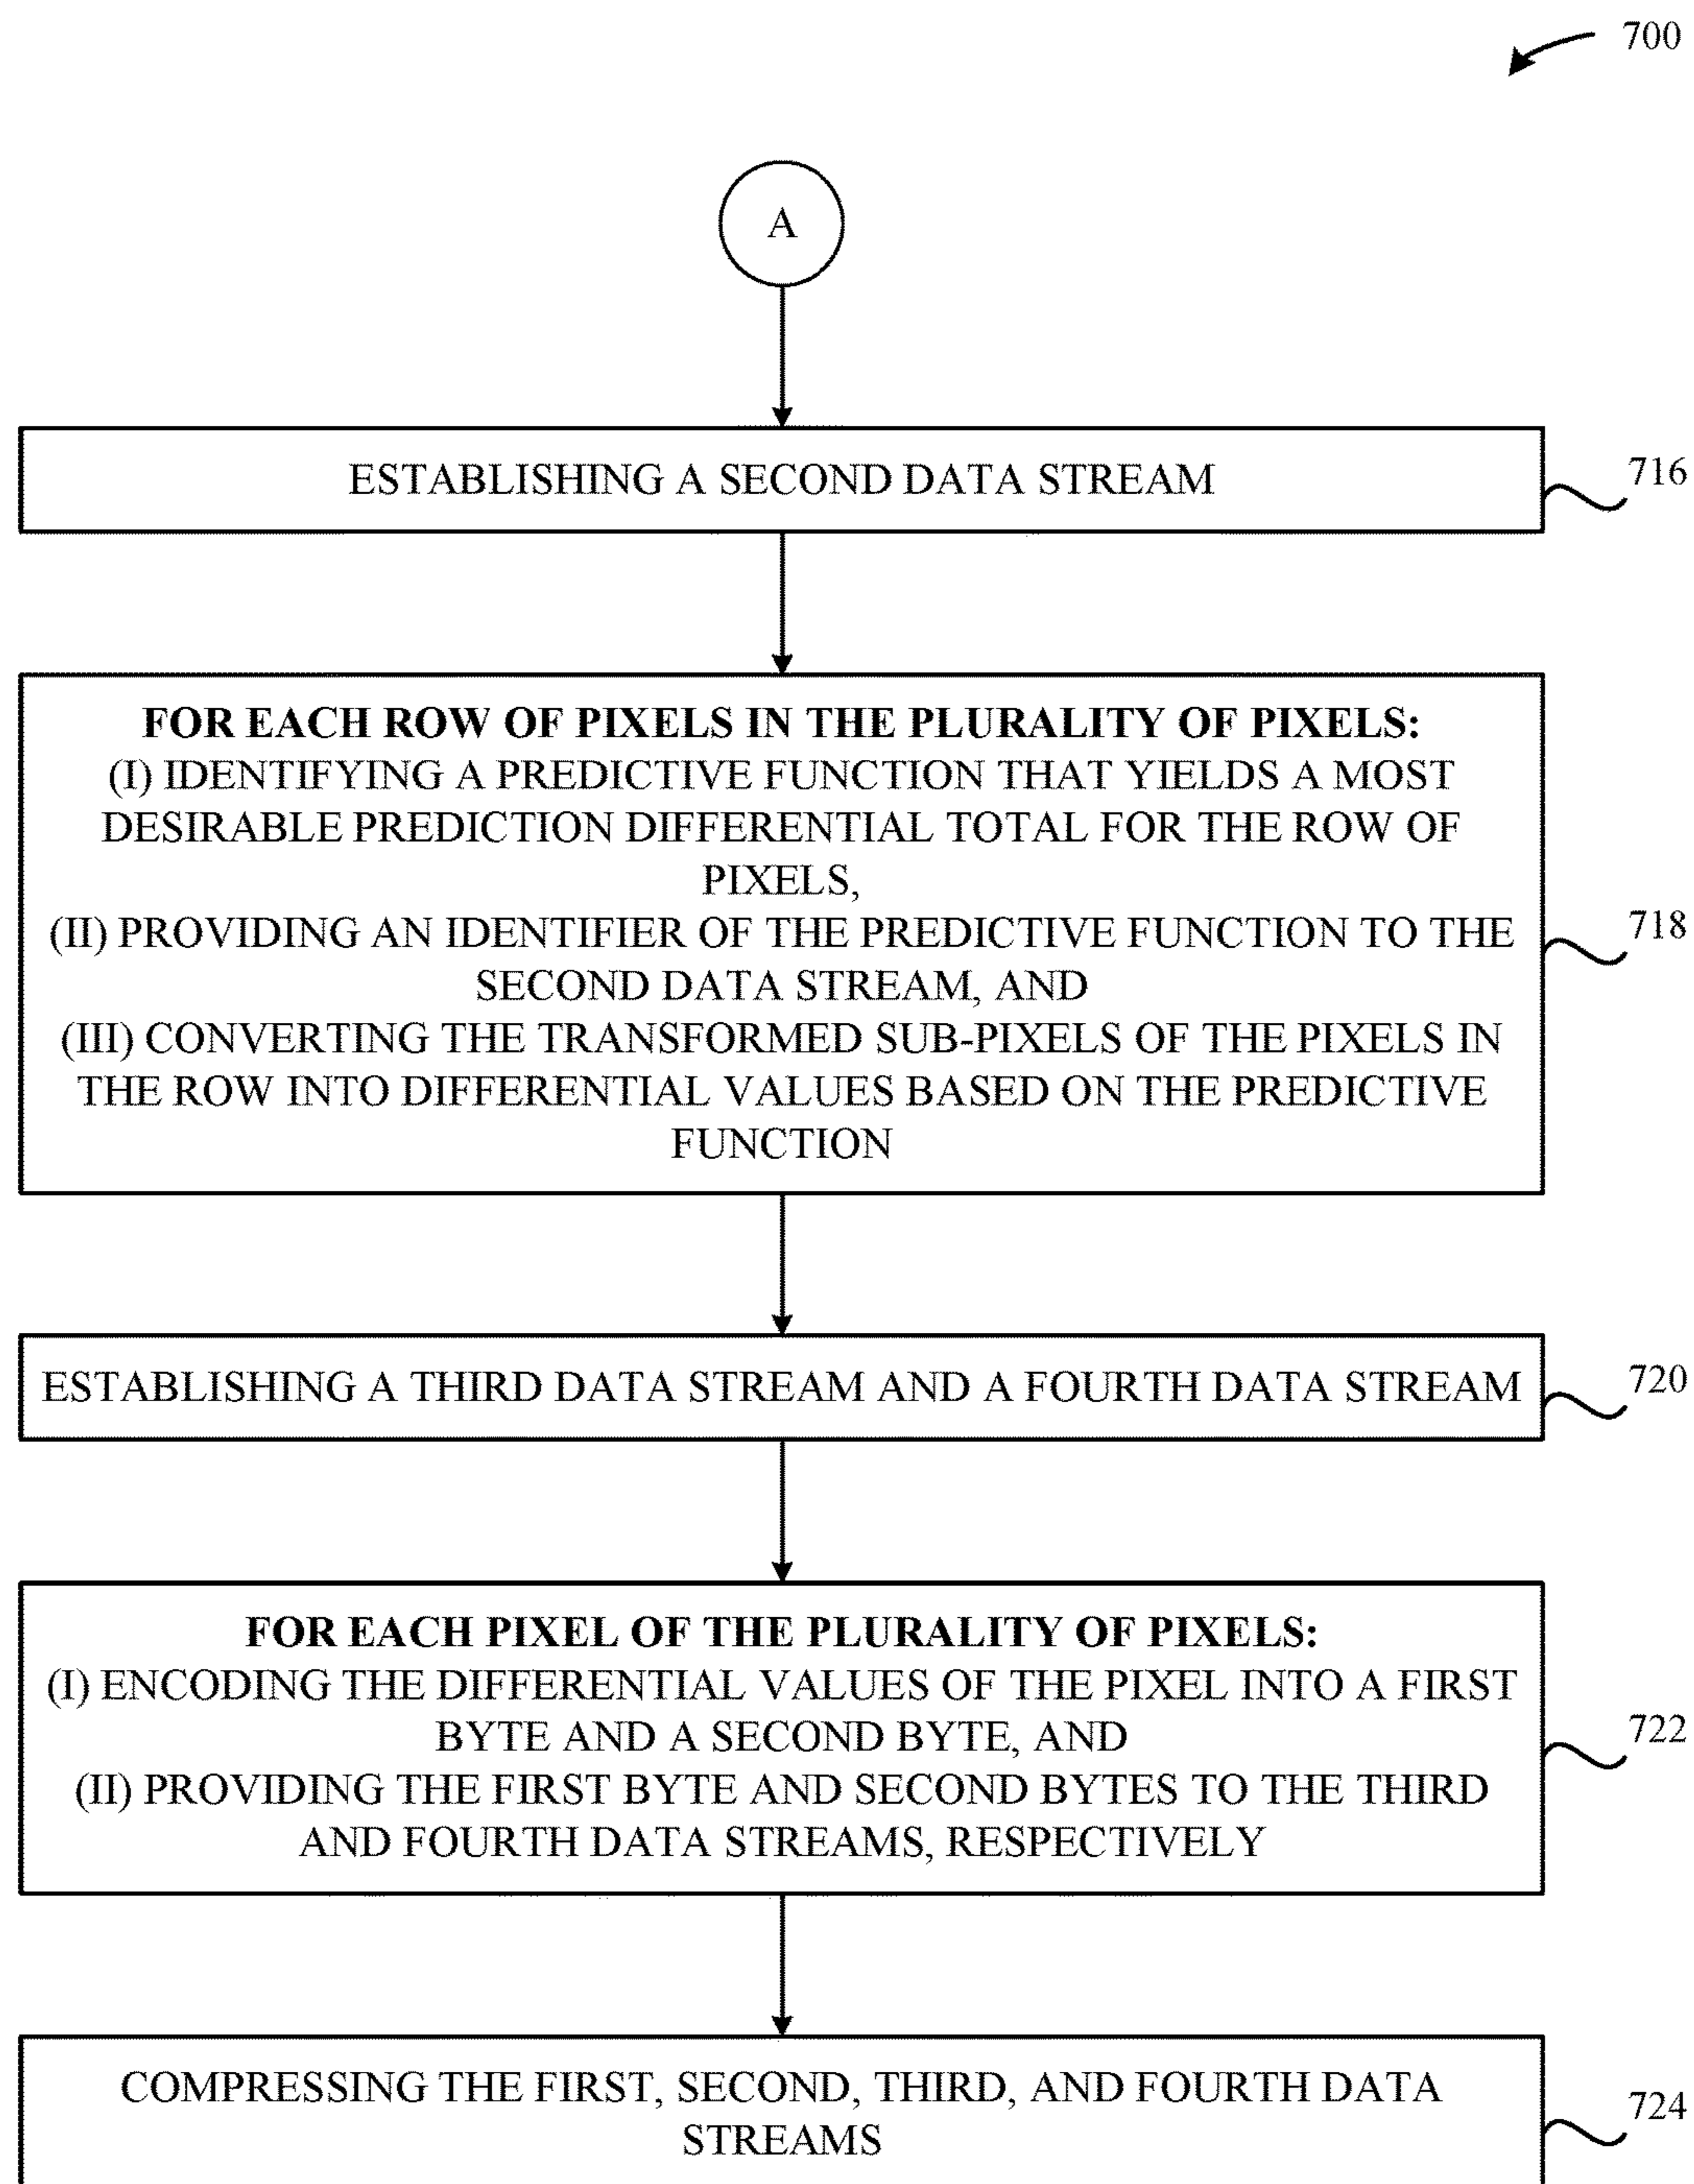 700
A
ESTABLISHING A SECOND DATA STREAM
716
FOR EACH ROW OF PIXELS IN THE PLURALITY OF PIXELS:
(I) IDENTIFYING A PREDICTIVE FUNCTION THAT YIELDS A MOST
DESIRABLE PREDICTION DIFFERENTIAL TOTAL FOR THE ROW OF
PIXELS,
(II) PROVIDING AN IDENTIFIER OF THE PREDICTIVE FUNCTION TO THE
SECOND DATA STREAM, AND
(III) CONVERTING THE TRANSFORMED SUB-PIXELS OF THE PIXELS IN
THE ROW INTO DIFFERENTIAL VALUES BASED ON THE PREDICTIVE
FUNCTION
718
ESTABLISHING A THIRD DATA STREAM AND A FOURTH DATA STREAM
720
FOR EACH PIXEL OF THE PLURALITY OF PIXELS:
(I) ENCODING THE DIFFERENTIAL VALUES OF THE PIXEL INTO A FIRST
BYTE AND A SECOND BYTE, AND
(II) PROVIDING THE FIRST BYTE AND SECOND BYTES TO THE THIRD
AND FOURTH DATA STREAMS, RESPECTIVELY
722
COMPRESSING THE FIRST, SECOND, THIRD, AND FOURTH DATA
STREAMS
724